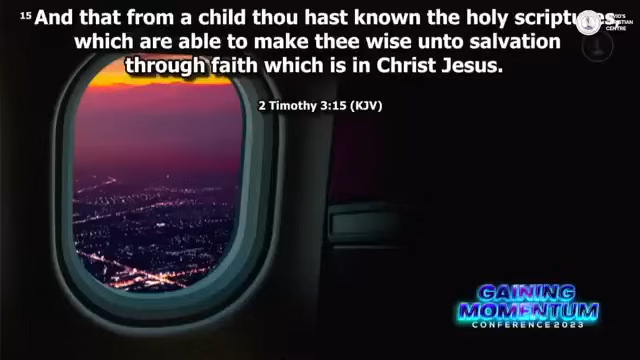 15 And that from a child thou hast known the holy scriptures,
which are able to make thee wise unto salvation
through faith which is in Christ Jesus.
2 Timothy 3:15 (KJV)
CENTRE
GAINING
MOMENTUM
CONFERENCE 2023